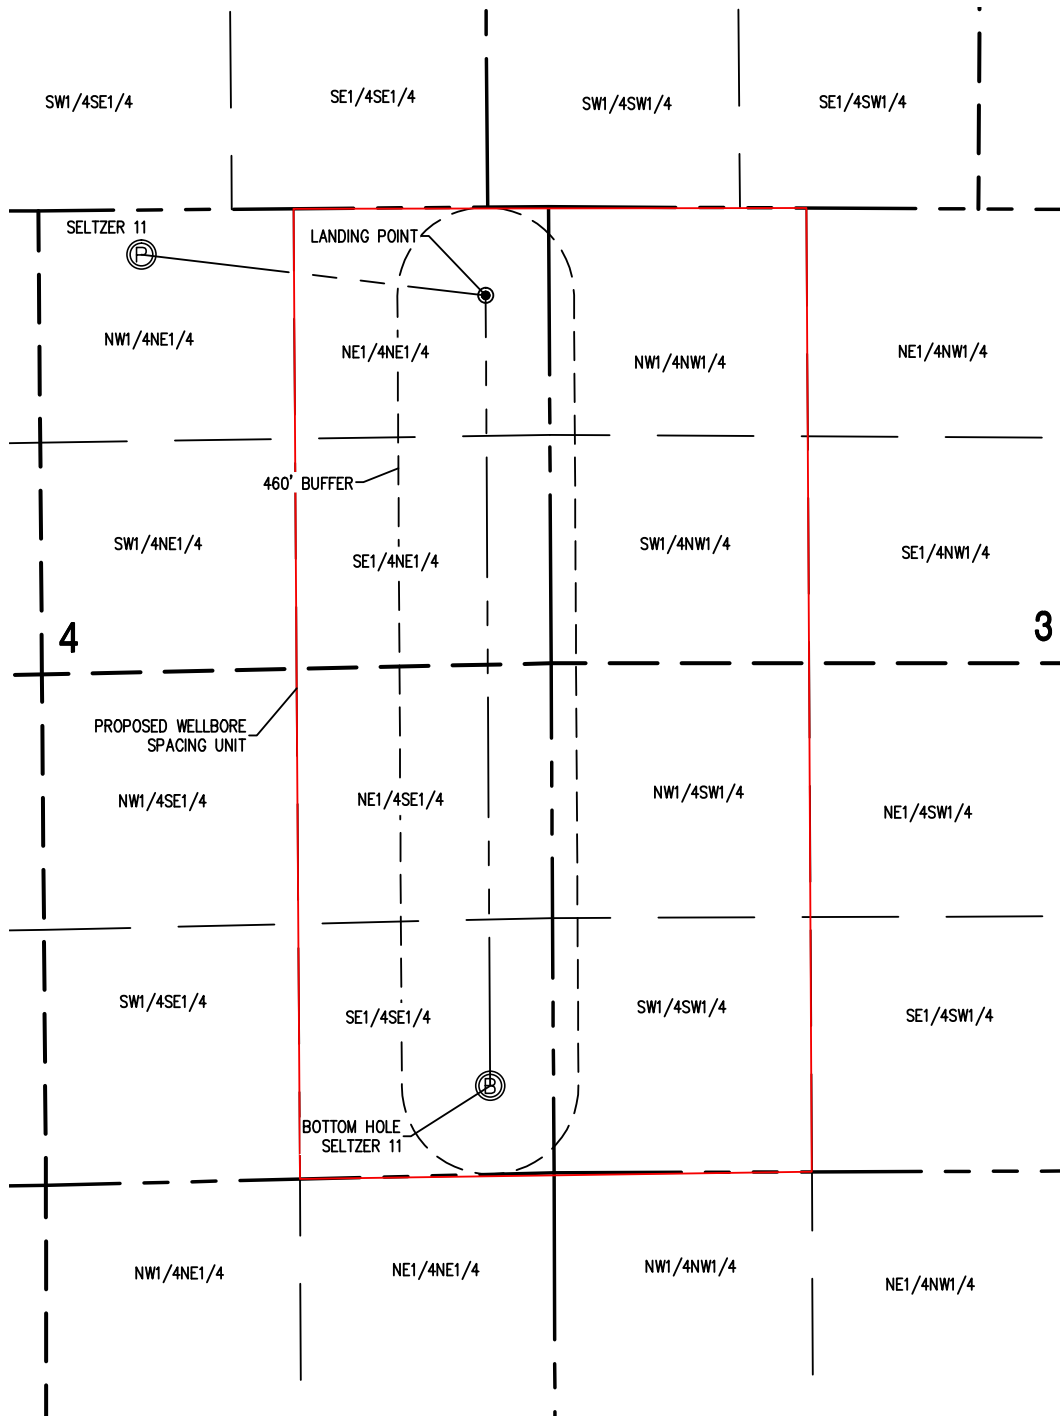 SW1/4SE1/4
SE1/4SE1/4
SW1/4SW1/4
SE1/4SW1/4
SELTZER 11
P
LANDING POINT
NW1/4NE1/4
NE1/4NE1/4
NW1/4NW1/4
NE1/4NW1/4
460' BUFFER
SW1/4NE1/4
SE1/4NE1/4
SW1/4NW1/4
SE1/4NW1/4
4
3
PROPOSED WELLBORE
SPACING UNIT
NW1/4SE1/4
NE1/4SE1/4
NW1/4SW1/4
NE1/4SW1/4
SW1/4SE1/4
SE1/4SE1/4
SW1/4SW1/4
SE1/4SW1/4
B
BOTTOM HOLE
SELTZER 11
NW1/4NE1/4
NE1/4NE1/4
NW1/4NW1/4
NE1/4NW1/4